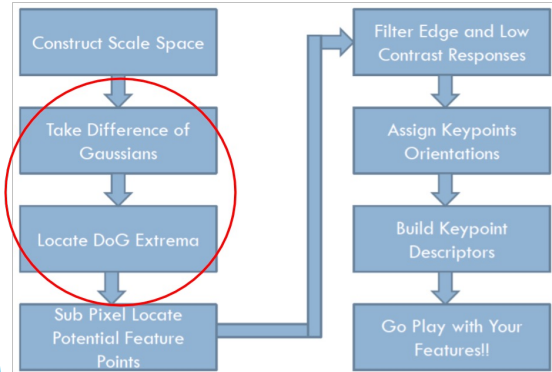 Construct Scale Space
Take Difference of
Gaussians
Locate DoG Extrema
Sub Pixel Locate
Potential Feature
Points
Filter Edge and Low
Contrast Responses
Assign Keypoints
Orientations
Build Keypoint
Descriptors
Go Play with Your
Features!!